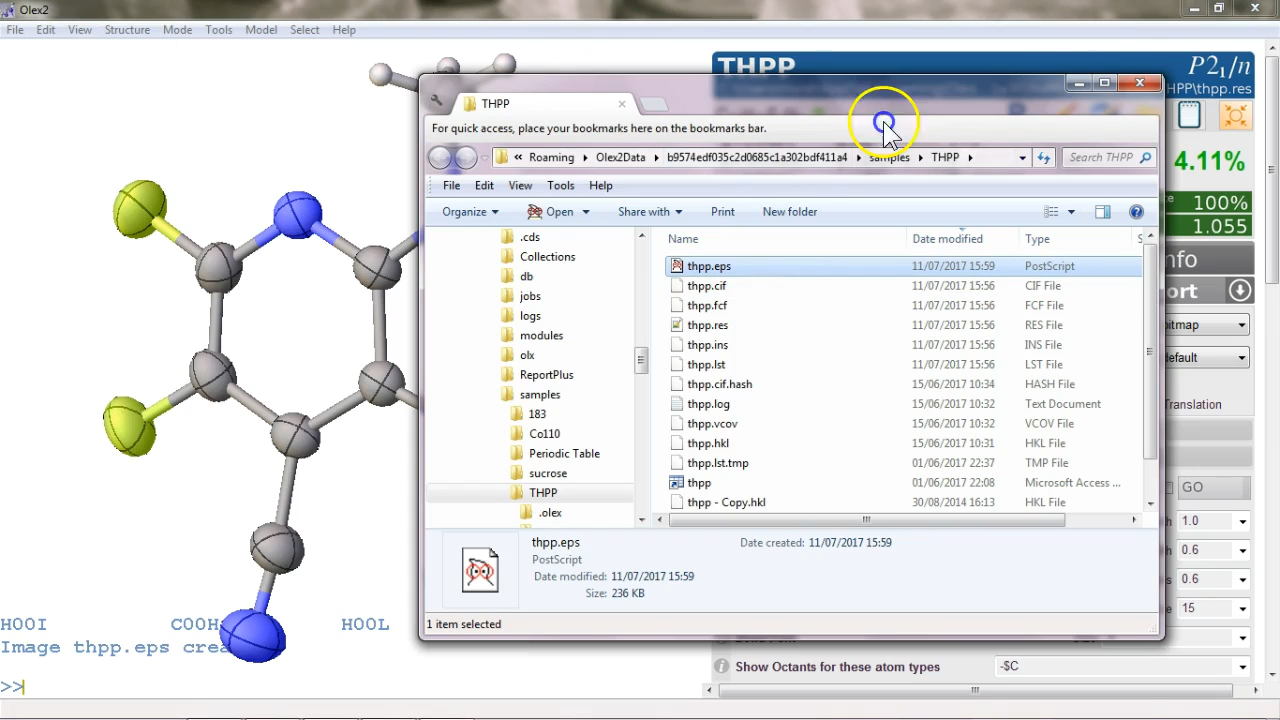 Olex2
File Edit View Structure Mode Tools Model Select Help
THPP
P2₁/n
HPP\thpp.res
THPP
For quick access, place your bookmarks here on the bookmarks bar.
« Roaming Olex2Data b9574edf035c2d0685c1a302bdf411a4 samples THPP
Search THPP
4.11%
File Edit View Tools Help
100%
Organize Open Share with Print New folder
1.055
.cds
Collections
db
jobs
logs
modules
olx
ReportPlus
samples
183
Co110
Periodic Table
sucrose
THPP
.olex
Name Date modified Type S
thpp.eps 11/07/2017 15:59 PostScript
thpp.cif 11/07/2017 15:56 CIF File
thpp.fcf 11/07/2017 15:56 FCF File
thpp.res 11/07/2017 15:56 RES File
thpp.ins 11/07/2017 15:56 INS File
thpp.lst 11/07/2017 15:56 LST File
thpp.cif.hash 15/06/2017 10:34 HASH File
thpp.log 15/06/2017 10:32 Text Document
thpp.vcov 15/06/2017 10:32 VCOV File
thpp.hkl 15/06/2017 10:31 HKL File
thpp.lst.tmp 01/06/2017 22:37 TMP File
thpp 01/06/2017 22:08 Microsoft Access ...
thpp - Copy.hkl 30/08/2014 16:13 HKL File
nfo
ort
bitmap
default
Translation
GO
1.0
0.6
0.6
15
thpp.eps Date created: 11/07/2017 15:59
PostScript
Date modified: 11/07/2017 15:59
Size: 236 KB
1 item selected
HOOI COOH HOOL
Image thpp.eps crea
Show Octants for these atom types -$C
>>